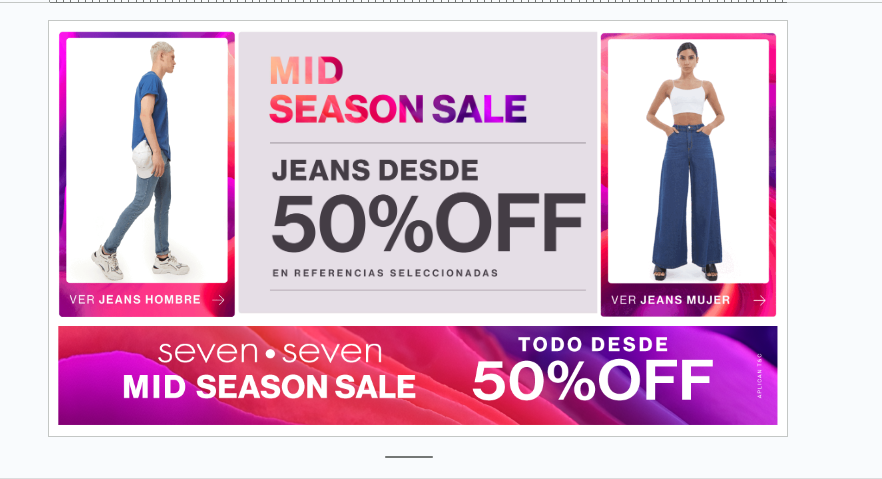 MID
SEASON SALE
JEANS DESDE
50%OFF
EN REFERENCIAS SELECCIONADAS
VER JEANS HOMBRE
VER JEANS MUJER
seven•seven
MID SEASON SALE
TODO DESDE
50%OFF
APLICAN T&C